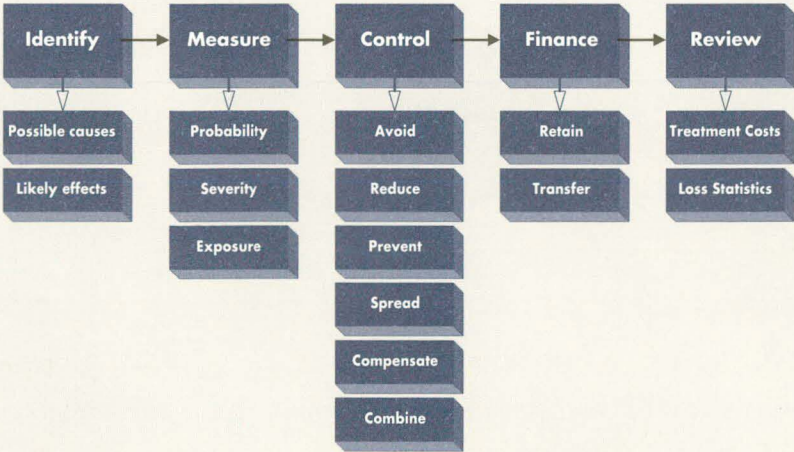 Identify
Measure
Control
Finance
Review
Possible causes
Probability
Avoid
Retain
Treatment Costs
Likely effects
Severity
Reduce
Transfer
Loss Statistics
Exposure
Prevent
Spread
Compensate
Combine